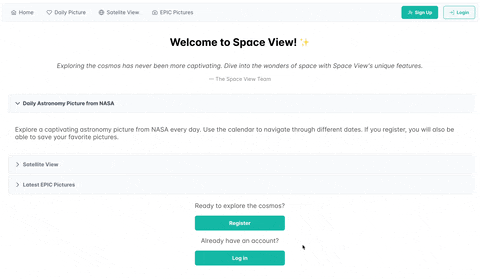 Home Daily Picture Satellite View EPIC Pictures Sign Up Login
Welcome to Space View! ✨
Exploring the cosmos has never been more captivating. Dive into the wonders of space with Space View's unique features.
— The Space View Team
Daily Astronomy Picture from NASA
Explore a captivating astronomy picture from NASA every day. Use the calendar to navigate through different dates. If you register, you will also be
able to save your favorite pictures.
Satellite View
Latest EPIC Pictures
Ready to explore the cosmos?
Register
Already have an account?
Log in